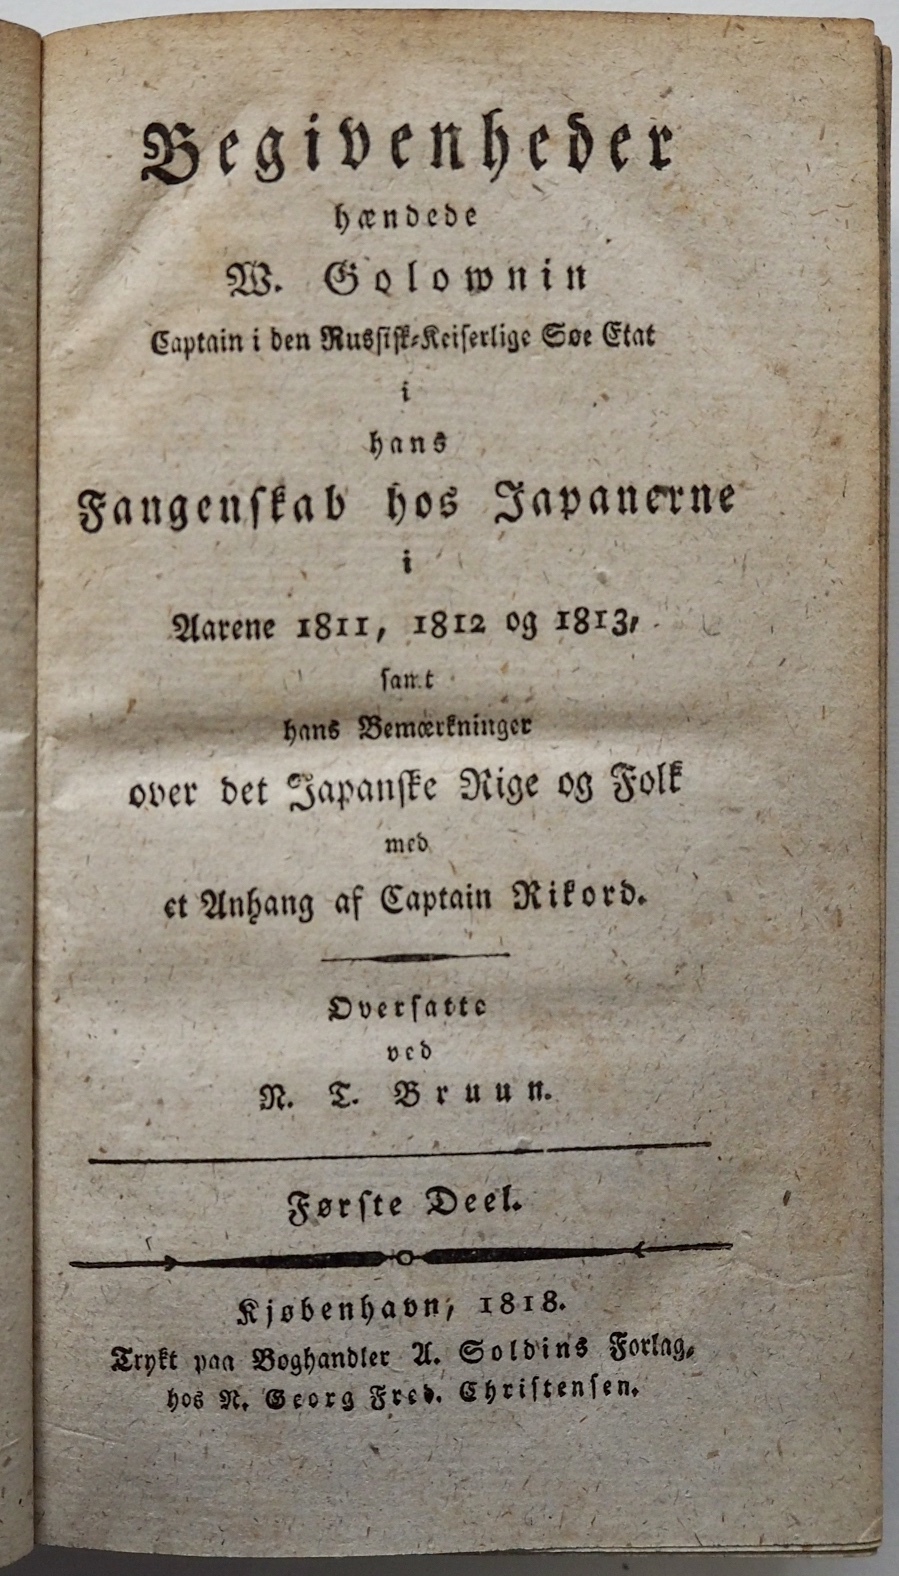 Begivenheder
hændede
W. Golownin
Captain i den Russisk-Keiserlige Søe Etat
i
hans
Fangenskab hos Japanerne
i
Aarene 1811, 1812 og 1813,
samt
hans Bemærkninger
over det Japanske Rige og Folk
med
et Anhang af Captain Rikord.
Oversatte
ved
N. T. Bruun.
Første Deel.
Kjøbenhavn, 1818.
Trykt paa Boghandler A. Soldins Forlag,
hos N. Georg Fred. Christensen.